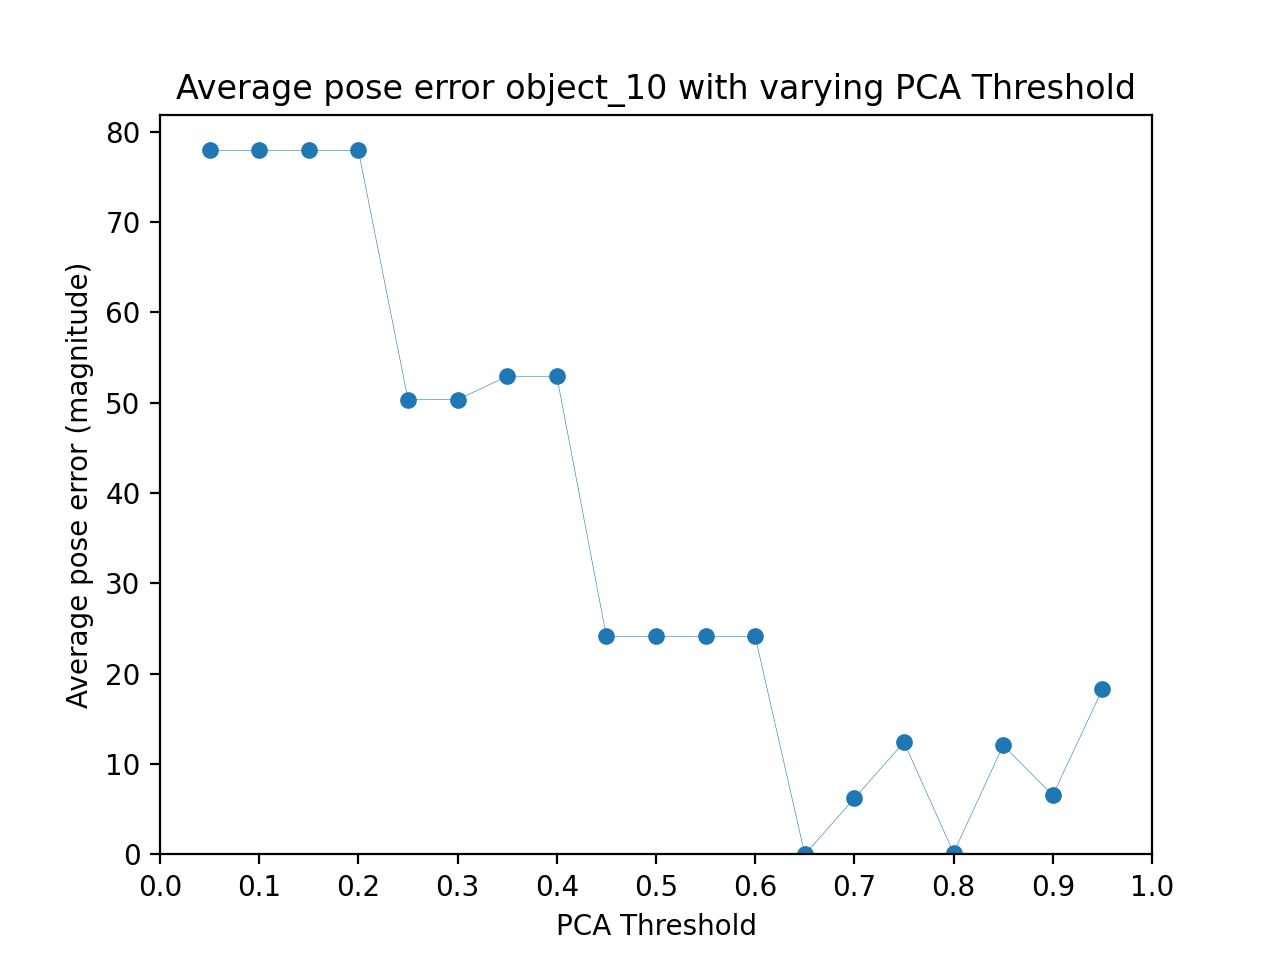 Average pose error object_10 with varying PCA Threshold
Average pose error (magnitude)
80
70
60
50
40
30
20
10
0
0.0 0.1 0.2 0.3 0.4 0.5 0.6 0.7 0.8 0.9 1.0
PCA Threshold